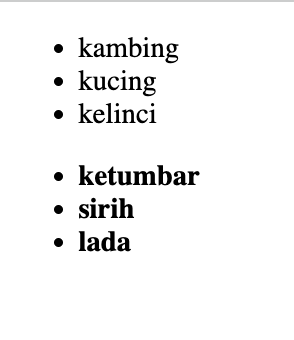 • kambing
• kucing
• kelinci
• ketumbar
• sirih
• lada